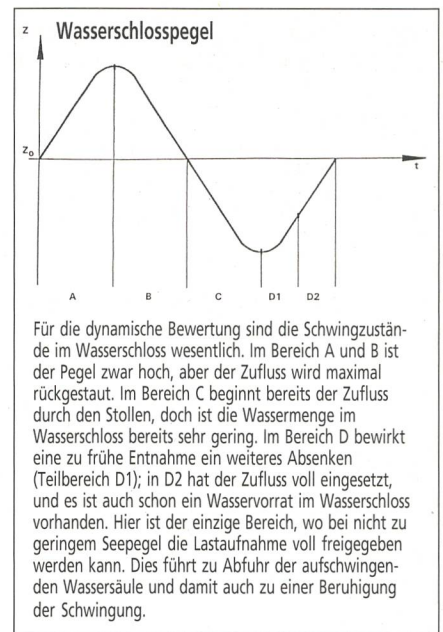 z Wasserschlosspegel
z₀
t
A B C D1 D2
Für die dynamische Bewertung sind die Schwingzustän-
de im Wasserschloss wesentlich. Im Bereich A und B ist
der Pegel zwar hoch, aber der Zufluss wird maximal
rückgestaut. Im Bereich C beginnt bereits der Zufluss
durch den Stollen, doch ist die Wassermenge im
Wasserschloss bereits sehr gering. Im Bereich D bewirkt
eine zu frühe Entnahme ein weiteres Absenken
(Teilbereich D1); in D2 hat der Zufluss voll eingesetzt,
und es ist auch schon ein Wasservorrat im Wasserschloss
vorhanden. Hier ist der einzige Bereich, wo bei nicht zu
geringem Seepegel die Lastaufnahme voll freigegeben
werden kann. Dies führt zu Abfuhr der aufschwingen-
den Wassersäule und damit auch zu einer Beruhigung
der Schwingung.